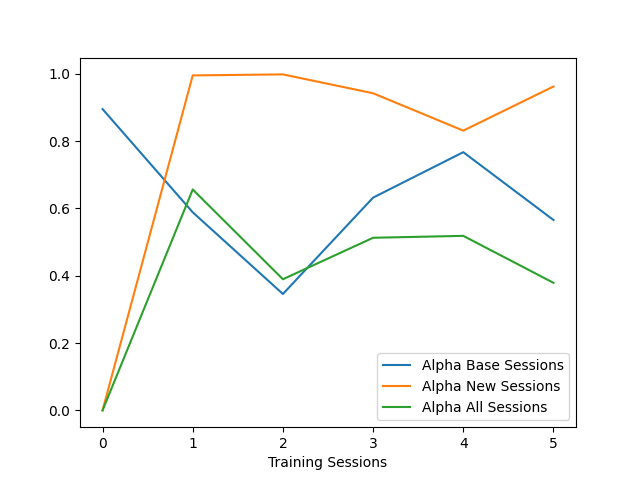 1.0
0.8
0.6
0.4
0.2
0.0
0 1 2 3 4 5
Training Sessions
Alpha Base Sessions
Alpha New Sessions
Alpha All Sessions